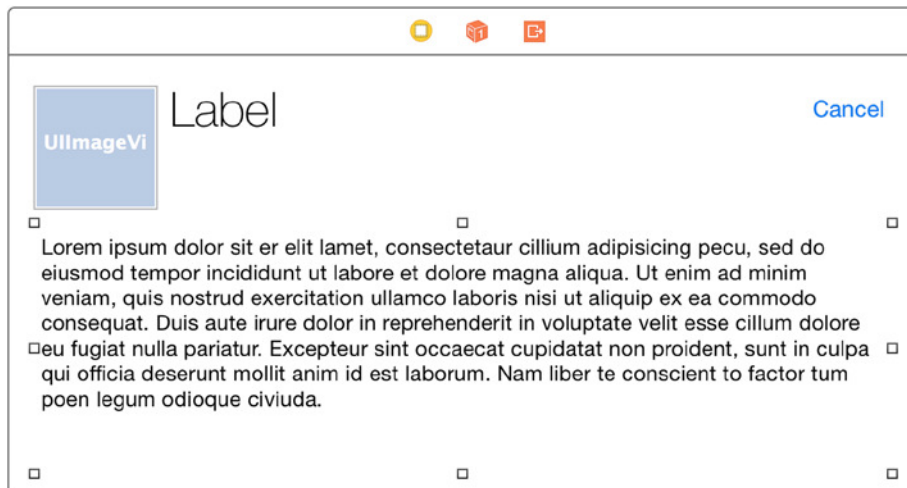 Label
Cancel
UIImageVi
Lorem ipsum dolor sit er elit lamet, consectetaur cillium adipisicing pecu, sed do
eiusmod tempor incididunt ut labore et dolore magna aliqua. Ut enim ad minim
veniam, quis nostrud exercitation ullamco laboris nisi ut aliquip ex ea commodo
consequat. Duis aute irure dolor in reprehenderit in voluptate velit esse cillum dolore
eu fugiat nulla pariatur. Excepteur sint occaecat cupidatat non proident, sunt in culpa
qui officia deserunt mollit anim id est laborum. Nam liber te conscient to factor tum
poen legum odioque civiuda.